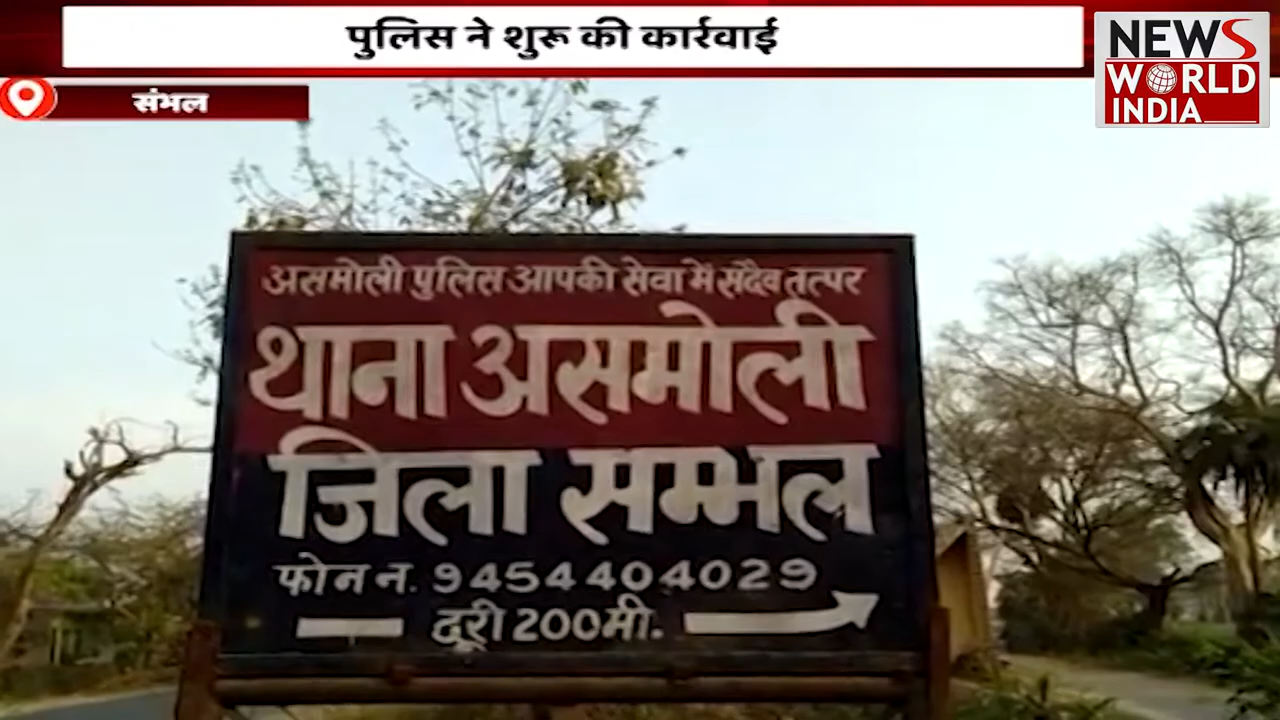 पुलिस ने शुरू की कार्रवाई
NEWS
WORLD
INDIA
संभल
असमोली पुलिस आपकी सेवा में सदैव तत्पर
थाना असमोली
जिला सम्भल
फोन न. 9454404029
दूरी 200मी.